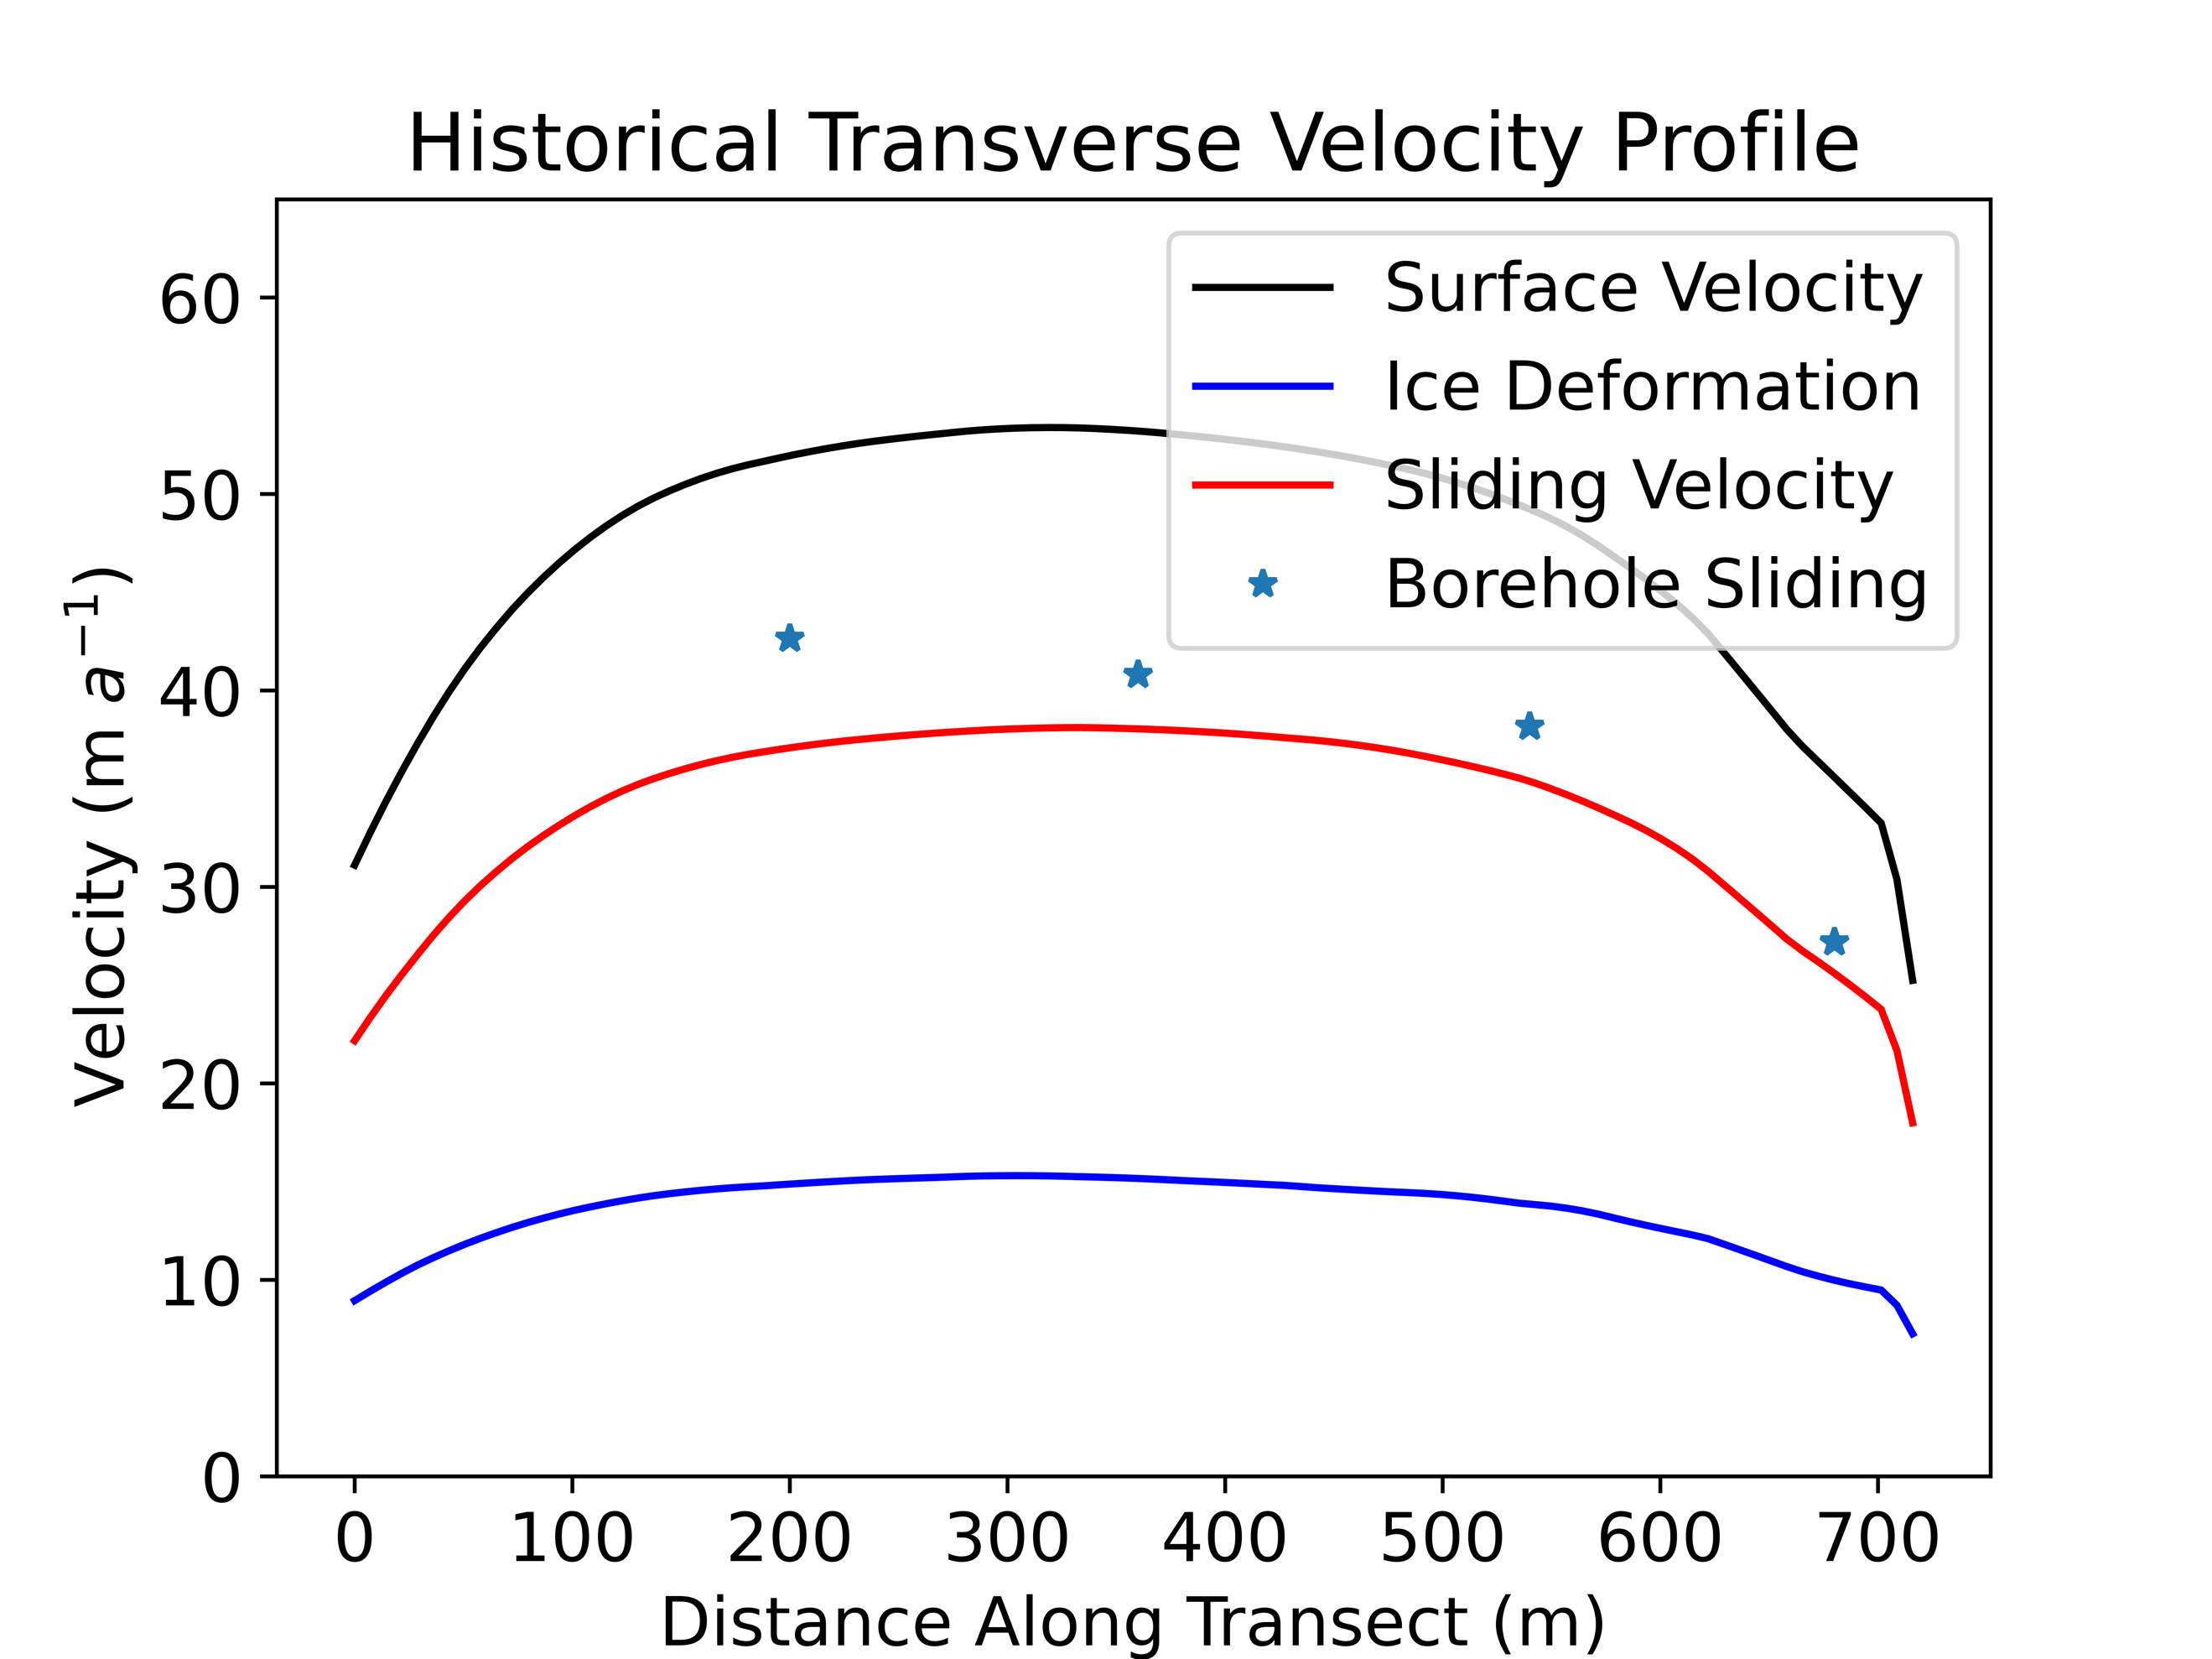 Historical Transverse Velocity Profile
Surface Velocity
Ice Deformation
Sliding Velocity
Borehole Sliding
Velocity (m a⁻¹)
60
50
40
30
20
10
0
0 100 200 300 400 500 600 700
Distance Along Transect (m)